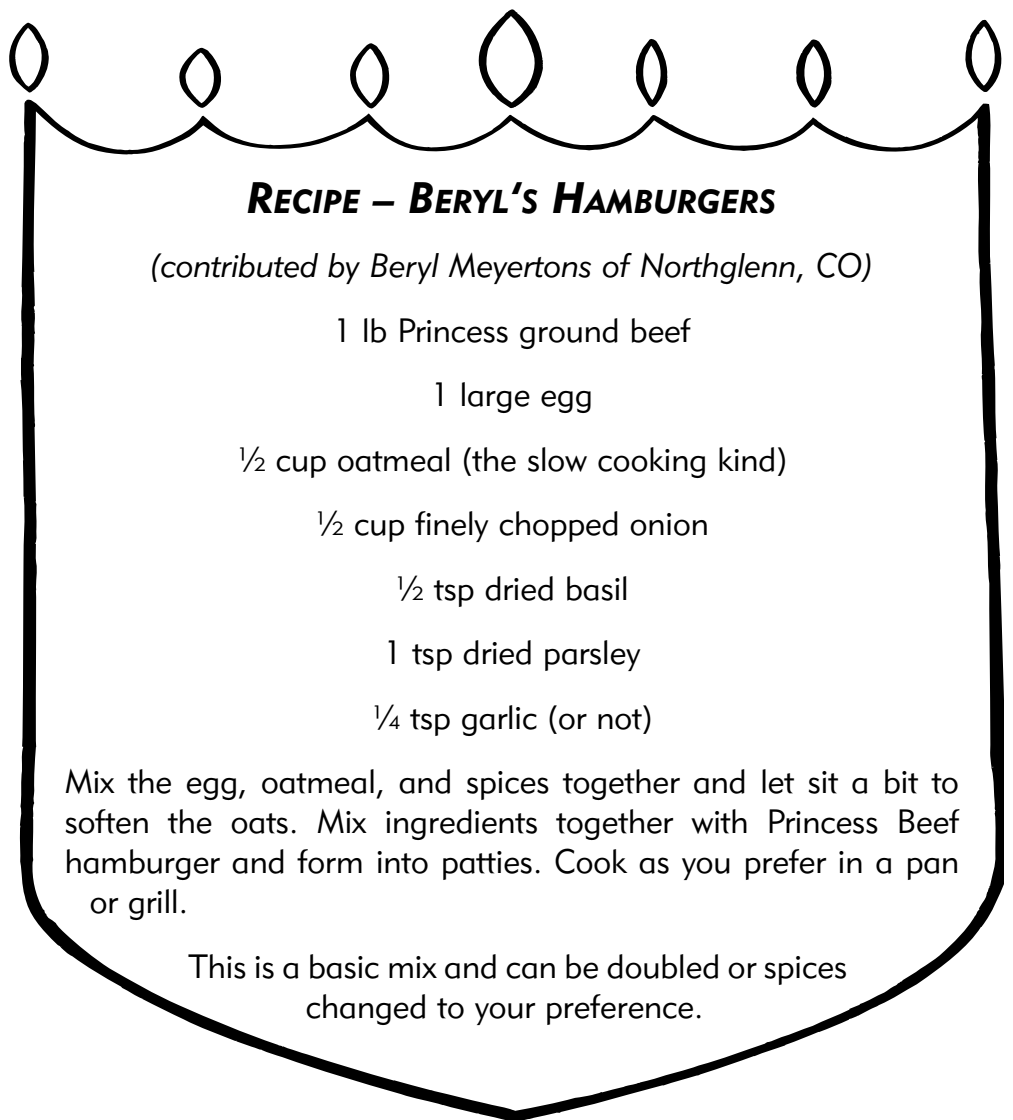 Recipe – Beryl‘s Hamburgers
(contributed by Beryl Meyertons of Northglenn, CO)
1 lb Princess ground beef
1 large egg
½ cup oatmeal (the slow cooking kind)
½ cup finely chopped onion
½ tsp dried basil
1 tsp dried parsley
¼ tsp garlic (or not)
Mix the egg, oatmeal, and spices together and let sit a bit to
soften the oats. Mix ingredients together with Princess Beef
hamburger and form into patties. Cook as you prefer in a pan
or grill.
This is a basic mix and can be doubled or spices
changed to your preference.